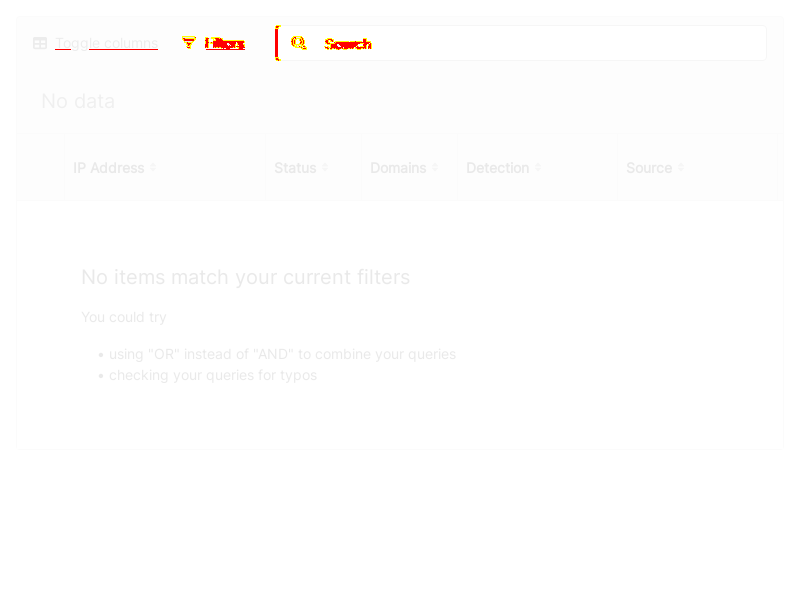 Toggle columns Filters Search
No data
IP Address Status Domains Detection Source
No items match your current filters
You could try
• using "OR" instead of "AND" to combine your queries
• checking your queries for typos